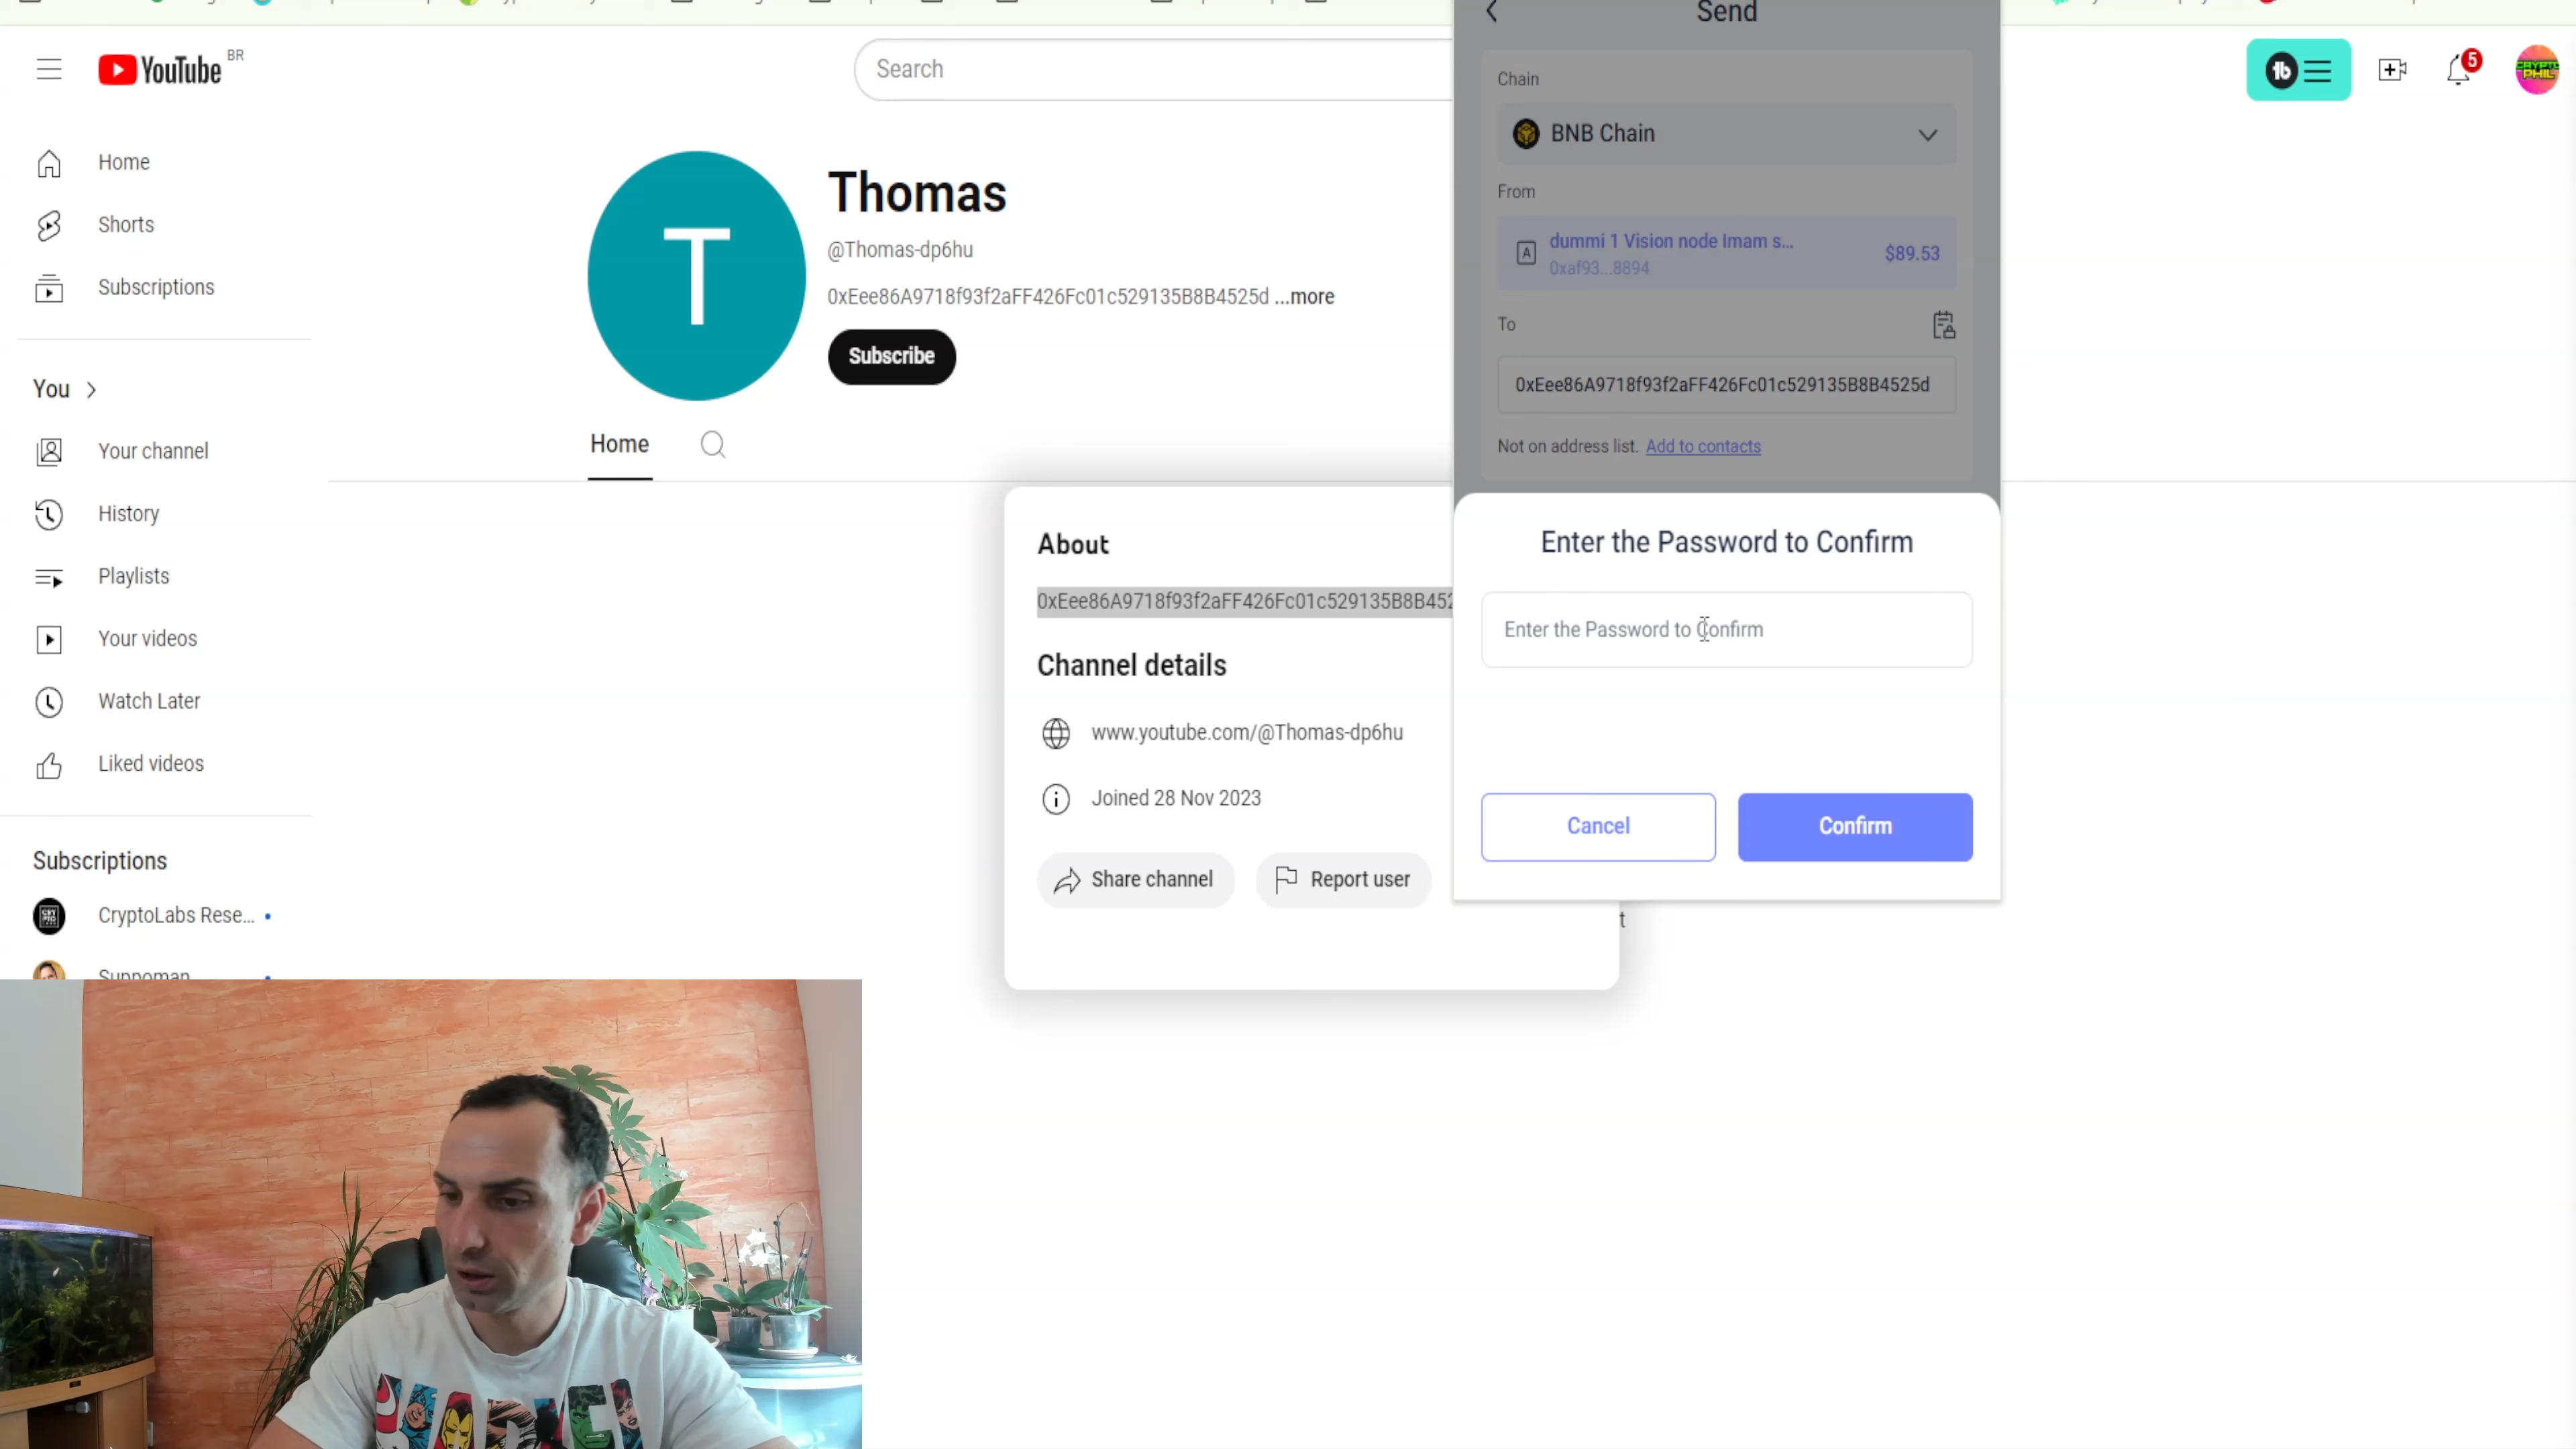 YouTube BR
Search
5
Home
Shorts
Subscriptions
You
Your channel
History
Playlists
Your videos
Watch Later
Liked videos
Subscriptions
CryptoLabs Rese...
Suppoman
T
Thomas
@Thomas-dp6hu
0xEee86A9718f93f2aFF426Fc01c529135B8B4525d ...more
Subscribe
Home
About
0xEee86A9718f93f2aFF426Fc01c529135B8B452
Channel details
www.youtube.com/@Thomas-dp6hu
Joined 28 Nov 2023
Share channel
Report user
t
Send
Chain
BNB Chain
From
dummi 1 Vision node Imam s...
$89.53
0xaf93...8894
To
0xEee86A9718f93f2aFF426Fc01c529135B8B4525d
Not on address list. Add to contacts
Enter the Password to Confirm
Enter the Password to Confirm
Cancel
Confirm
CRYPTO
PHIL
MARVEL